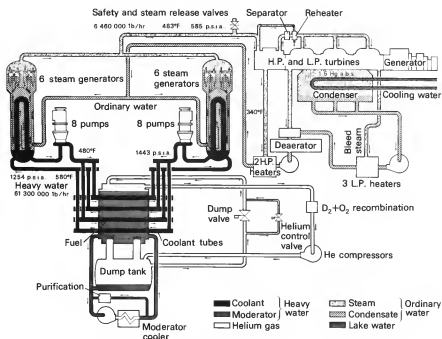 Safety and steam release valves
6 460 000 lb/hr 483°F 585 p.s.i.a.
Separator
Reheater
6 steam generators
6 steam generators
H.P. and L.P. turbines
Generator
1·5 Hg abs.
Condenser
Cooling water
Ordinary water
8 pumps
8 pumps
340°F
Bleed steam
Deaerator
480°F
1443 p.s.i.a.
2 H.P. heaters
3 L.P. heaters
1254 p.s.i.a. 580°F
Heavy water
61 300 000 lb/hr
Dump valve
Helium control valve
D2+O2 recombination
Fuel
Coolant tubes
He compressors
Dump tank
Purification
Moderator cooler
Coolant
Moderator
Heavy water
Helium gas
Steam
Condensate
Ordinary water
Lake water